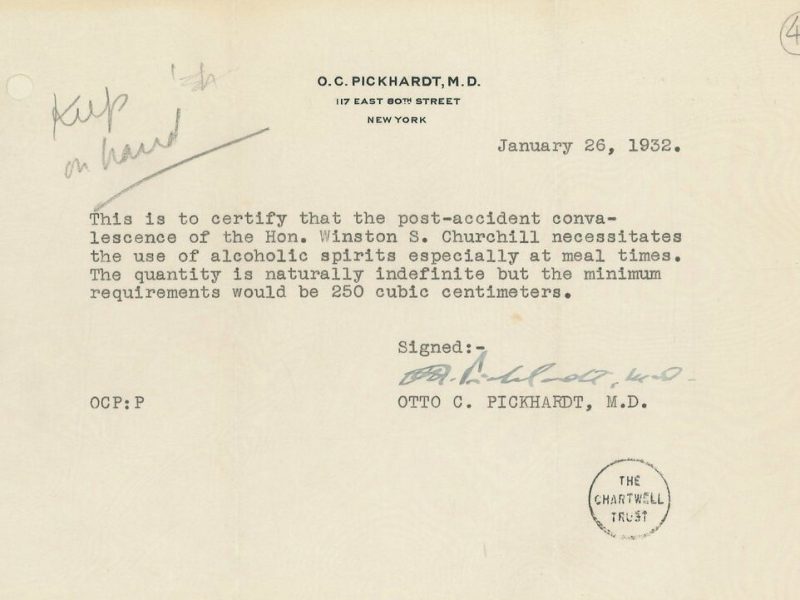 O.C. PICKHARDT, M.D.
117 EAST 80TH STREET
NEW YORK
Keep
on hand
January 26, 1932.
This is to certify that the post-accident conva-
lescence of the Hon. Winston S. Churchill necessitates
the use of alcoholic spirits especially at meal times.
The quantity is naturally indefinite but the minimum
requirements would be 250 cubic centimeters.
Signed:-
OCP:P
OTTO C. PICKHARDT, M.D.
THE
CHARTWELL
TRUST